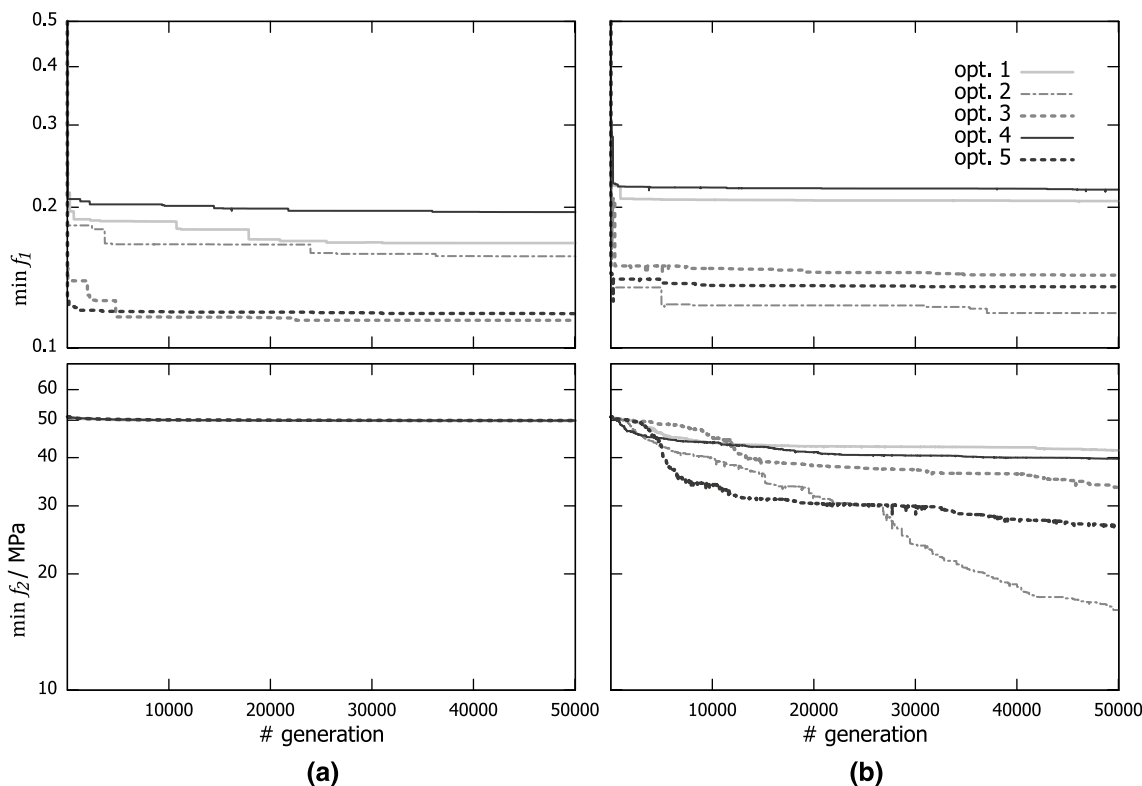 0.5
0.4
0.3
0.2
0.1
min f1
opt. 1
opt. 2
opt. 3
opt. 4
opt. 5
60
50
40
30
20
10
min f2/ MPa
10000 20000 30000 40000 50000
10000 20000 30000 40000 50000
# generation
# generation
(a)
(b)